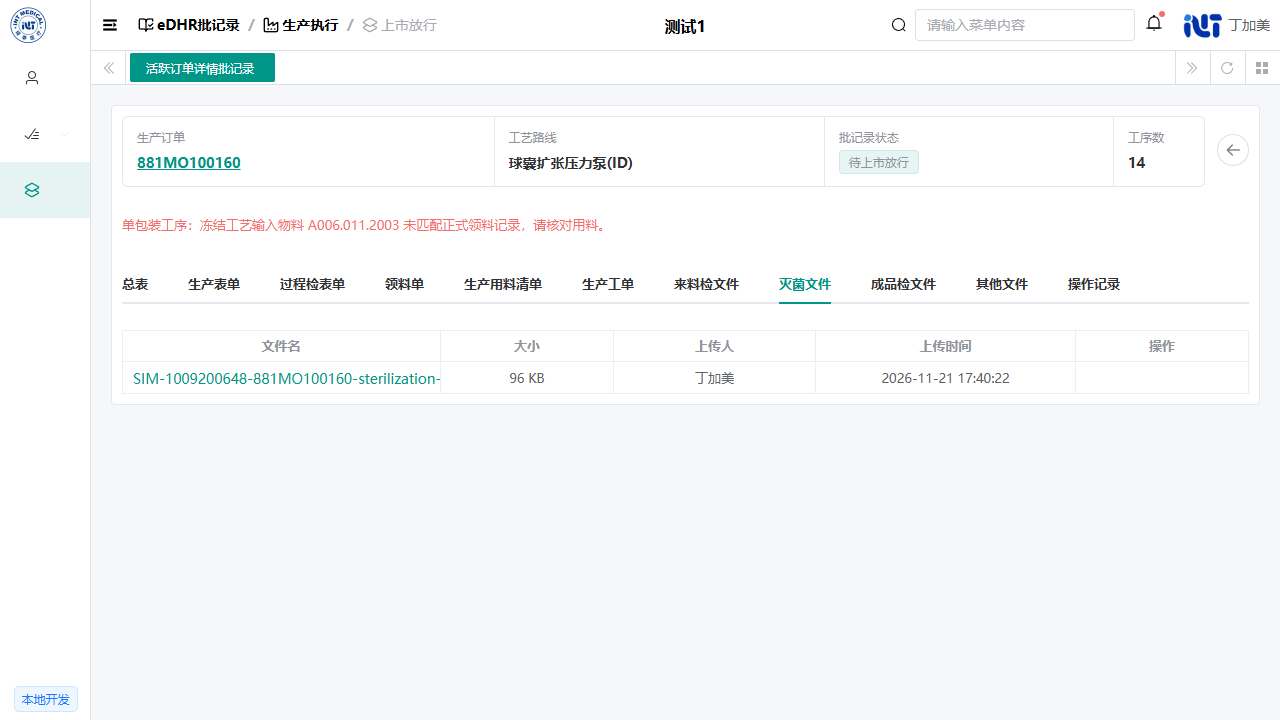 eDHR批记录 / 生产执行 / 上市放行
测试1
请输入菜单内容
丁加美
活跃订单详情批记录
生产订单
881MO100160
工艺路线
球囊扩张压力泵(ID)
批记录状态
待上市放行
工序数
14
单包装工序：冻结工艺输入物料 A006.011.2003 未匹配正式领料记录，请核对用料。
总表 生产表单 过程检表单 领料单 生产用料清单 生产工单 来料检文件 灭菌文件 成品检文件 其他文件 操作记录
文件名 大小 上传人 上传时间 操作
SIM-1009200648-881MO100160-sterilization- 96 KB 丁加美 2026-11-21 17:40:22
本地开发